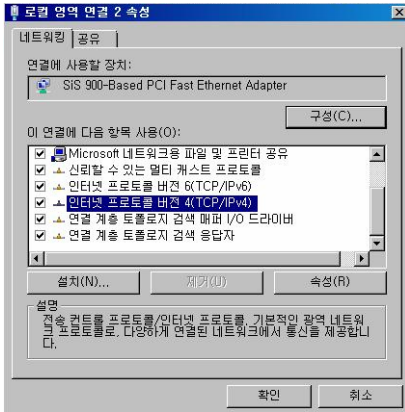 로컬 영역 연결 2 속성
네트워킹 공유
연결에 사용할 장치:
SiS 900-Based PCI Fast Ethernet Adapter
구성(C)...
이 연결에 다음 항목 사용(O):
Microsoft 네트워크용 파일 및 프린터 공유
신뢰할 수 있는 멀티 캐스트 프로토콜
인터넷 프로토콜 버전 6(TCP/IPv6)
인터넷 프로토콜 버전 4(TCP/IPv4)
연결 계층 토폴로지 검색 매퍼 I/O 드라이버
연결 계층 토폴로지 검색 응답자
설치(N)... 제거(U) 속성(R)
설명
전송 컨트롤 프로토콜/인터넷 프로토콜. 기본적인 광역 네트워
크 프로토콜로, 다양하게 연결된 네트워크에서 통신을 제공합니
다.
확인 취소